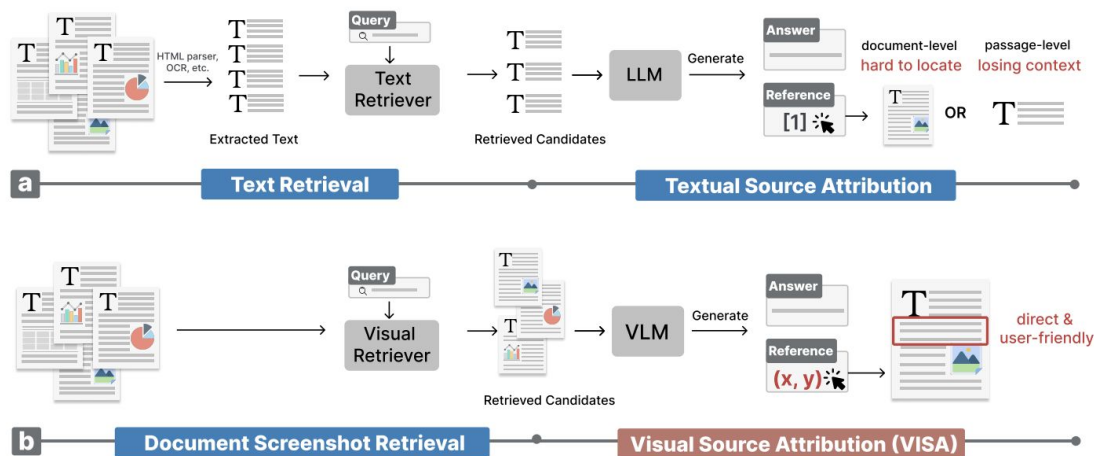 T
T
T
HTML parser,
OCR, etc.
T
T
T
T
Extracted Text
Query
Text
Retriever
T
T
T
Retrieved Candidates
LLM
Generate
Answer
Reference
[1]
document-level
hard to locate
passage-level
losing context
T
OR
T
a
Text Retrieval
Textual Source Attribution
T
T
T
Query
Visual
Retriever
T
T
Retrieved Candidates
VLM
Generate
Answer
Reference
(x, y)
T
direct &
user-friendly
b
Document Screenshot Retrieval
Visual Source Attribution (VISA)